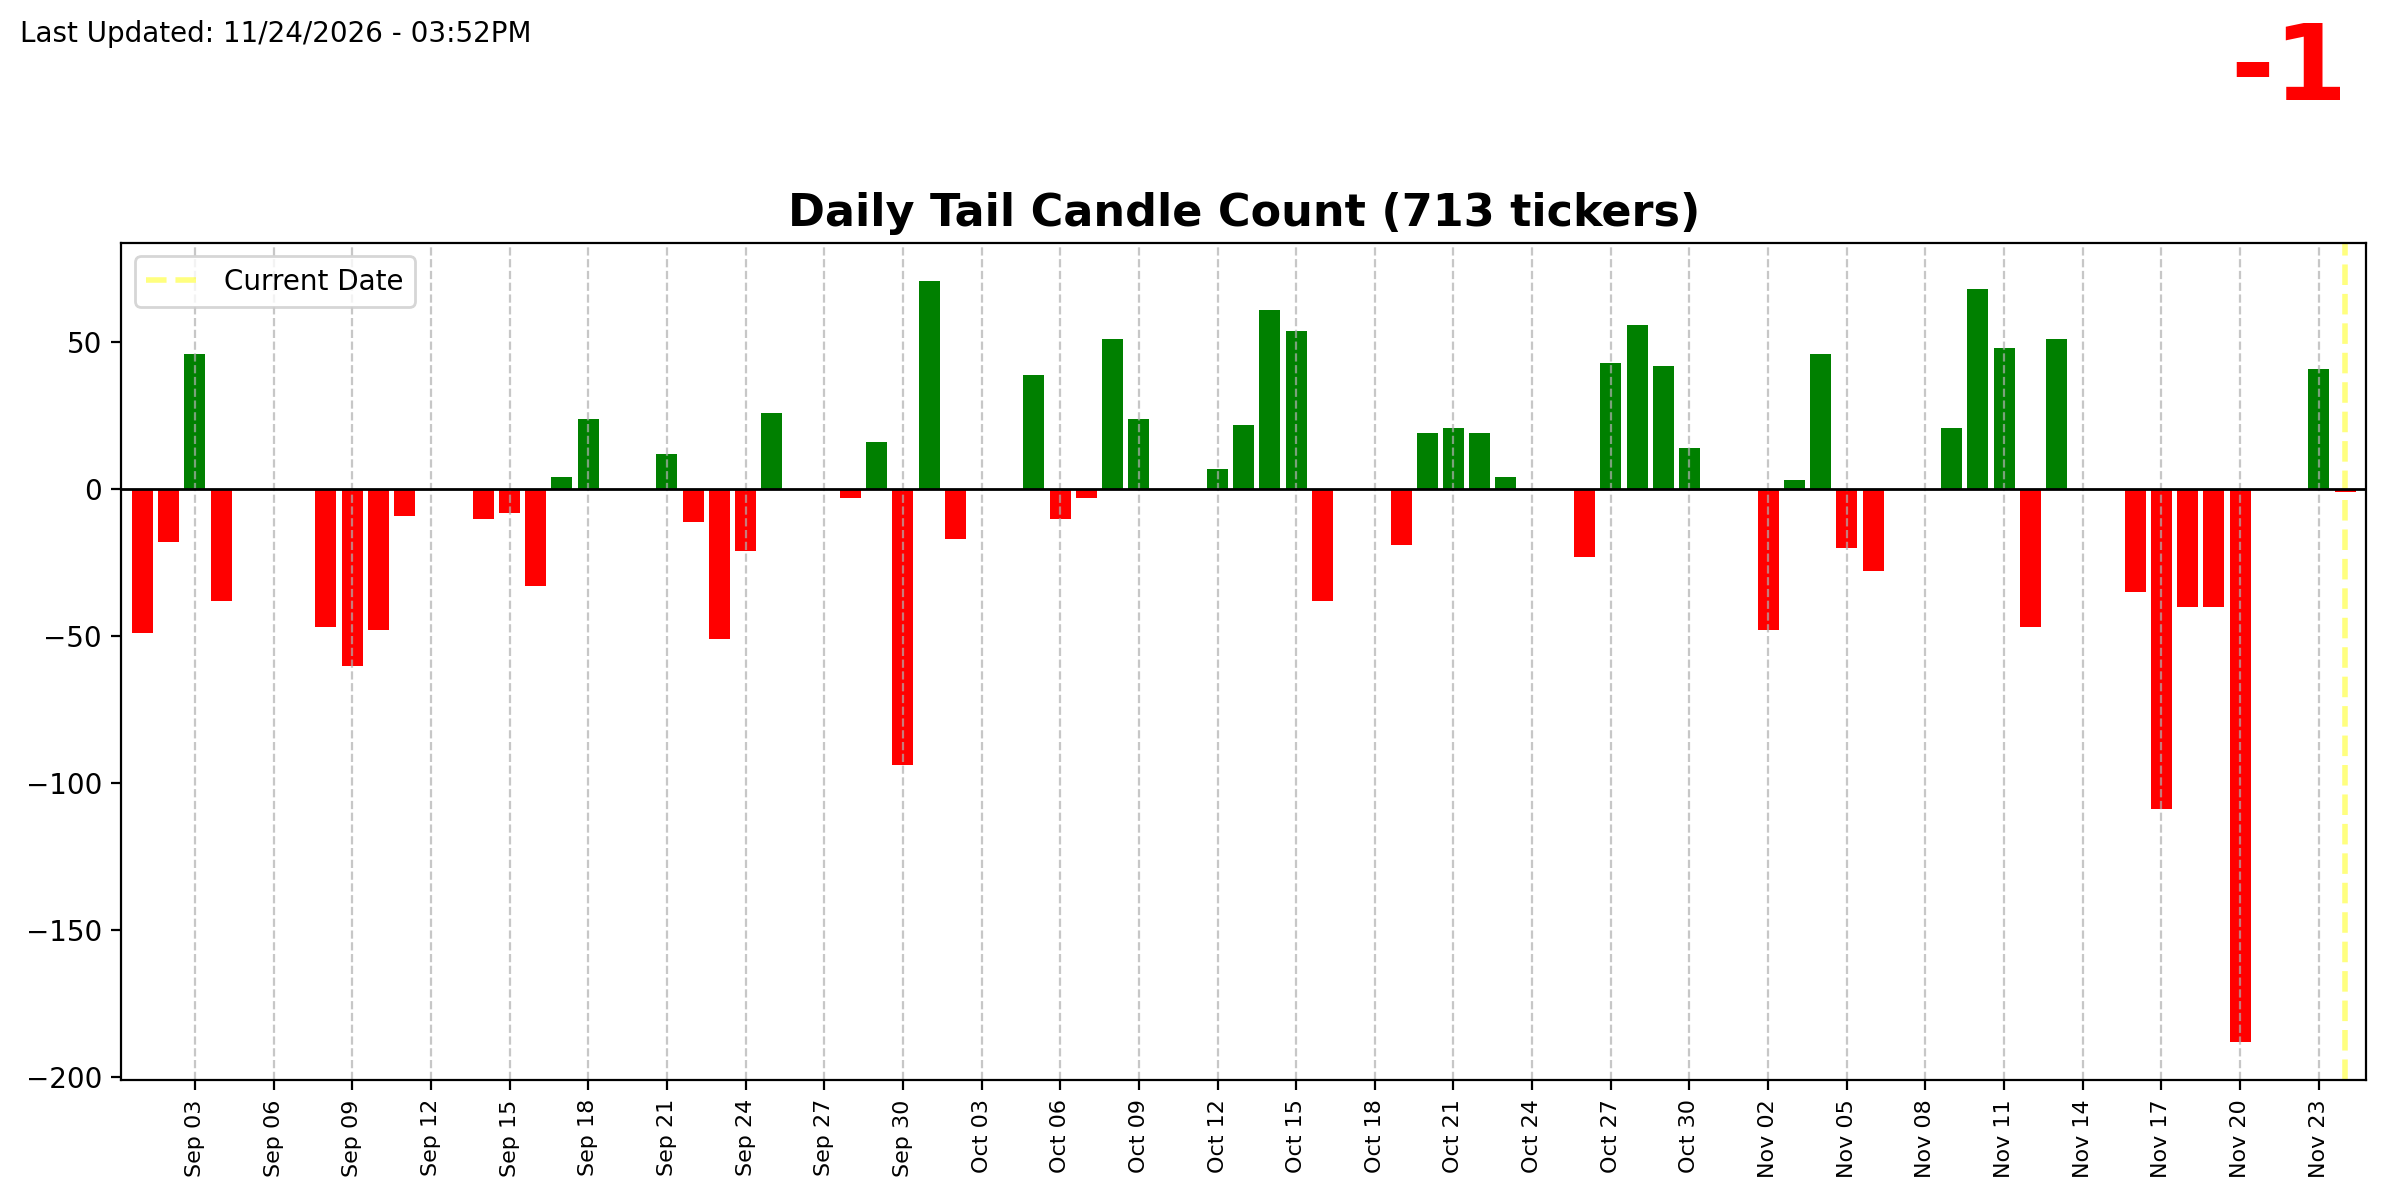 Last Updated: 11/24/2026 - 03:52PM
-1
Daily Tail Candle Count (713 tickers)
Current Date
50
0
−50
−100
−150
−200
Sep 03
Sep 06
Sep 09
Sep 12
Sep 15
Sep 18
Sep 21
Sep 24
Sep 27
Sep 30
Oct 03
Oct 06
Oct 09
Oct 12
Oct 15
Oct 18
Oct 21
Oct 24
Oct 27
Oct 30
Nov 02
Nov 05
Nov 08
Nov 11
Nov 14
Nov 17
Nov 20
Nov 23